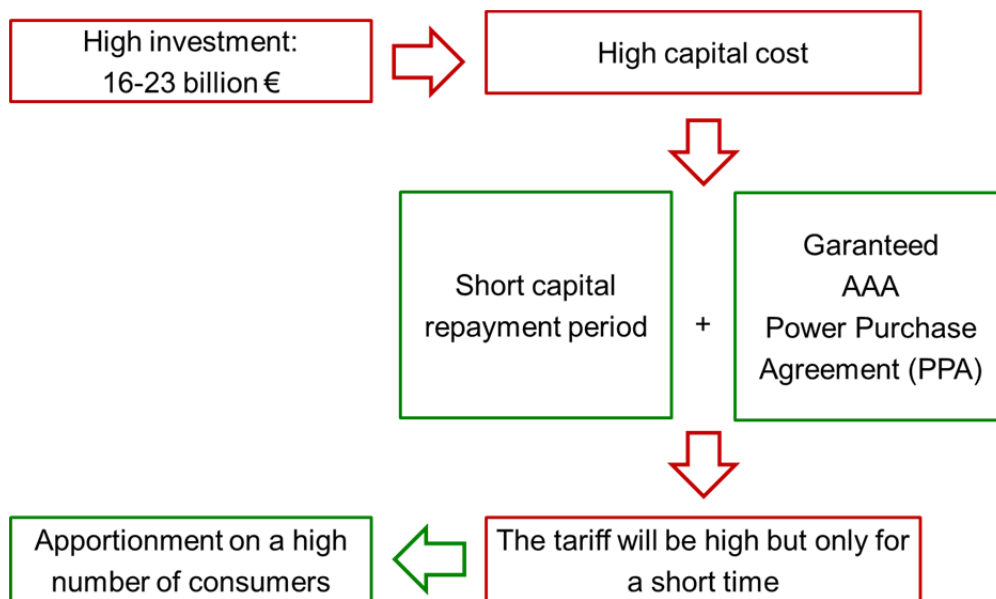 High investment:
16-23 billion €
High capital cost
Short capital
repayment period
+
Garanteed
AAA
Power Purchase
Agreement (PPA)
The tariff will be high but only for
a short time
Apportionment on a high
number of consumers